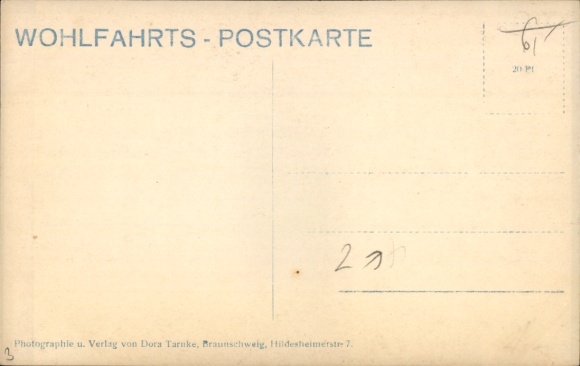 WOHLFAHRTS - POSTKARTE
61
20 Pf
2
Photographie u. Verlag von Dora Tarnke, Braunschweig, Hildesheimerstr. 7.
3